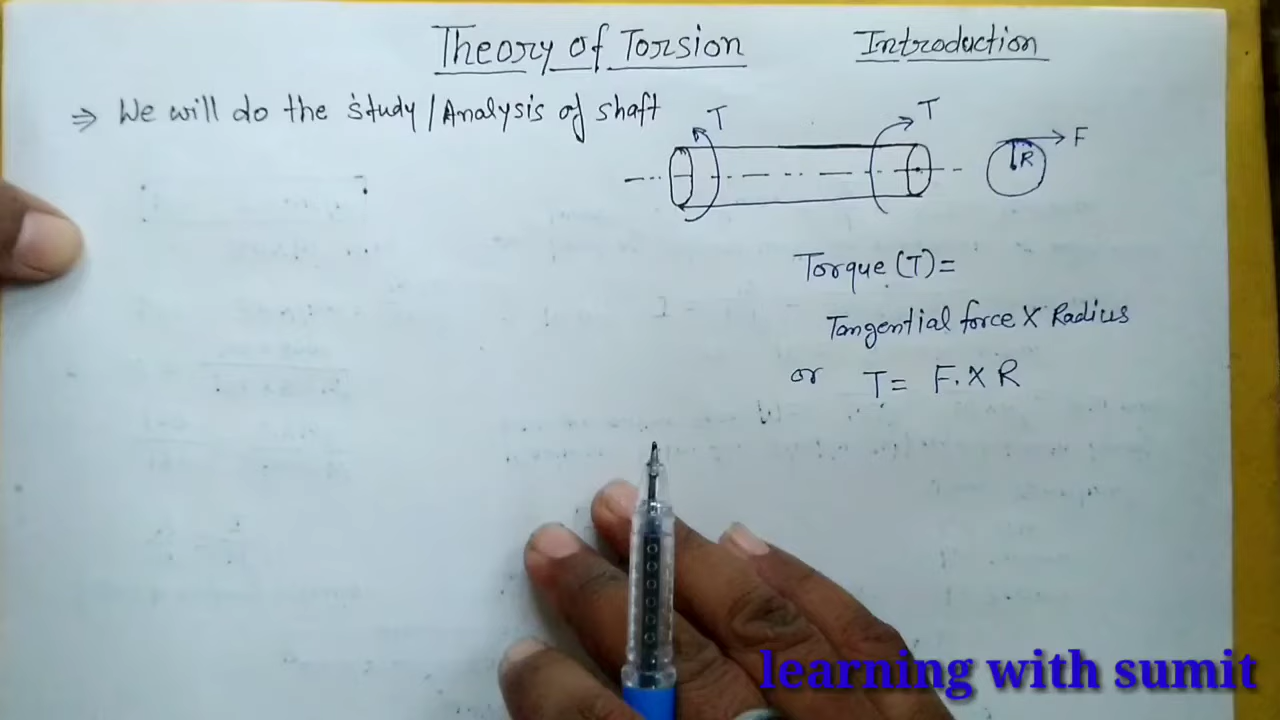 Theory of Torsion Introduction
⇒ We will do the study/Analysis of shaft
T T
F
R
Torque (T) =
Tangential force X Radius
or T = F. X R
learning with sumit